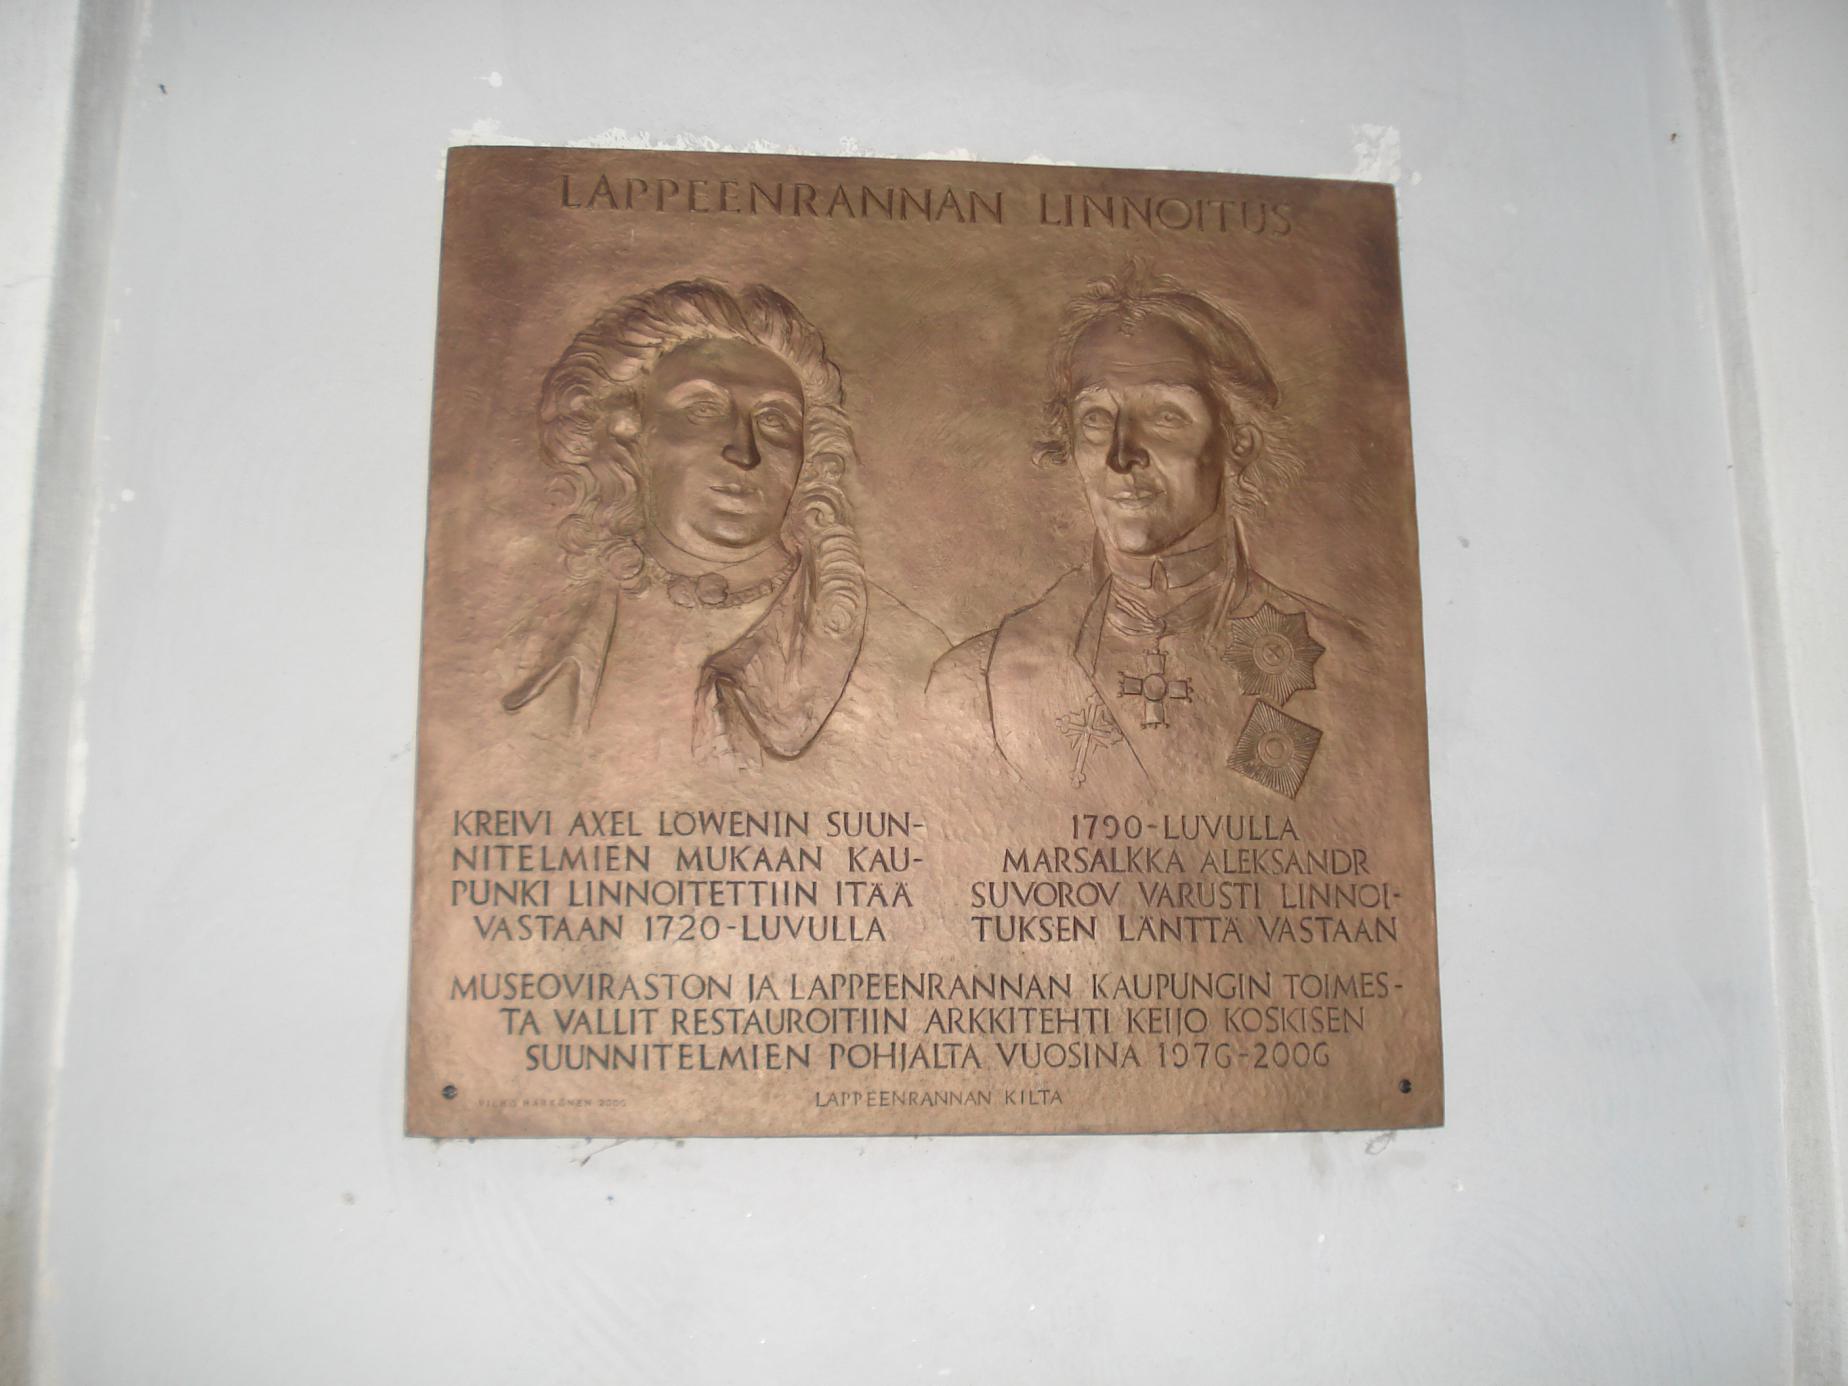 LAPPEENRANNAN LINNOITUS
KREIVI AXEL LÖWENIN SUUN-
NITELMIEN MUKAAN KAU-
PUNKI LINNOITETTIIN ITÄÄ
VASTAAN 1720-LUVULLA
1790-LUVULLA
MARSALKKA ALEKSANDR
SUVOROV VARUSTI LINNOI-
TUKSEN LÄNTTÄ VASTAAN
MUSEOVIRASTON JA LAPPEENRANNAN KAUPUNGIN TOIMES-
TA VALLIT RESTAUROITIIN ARKKITEHTI KEIJO KOSKISEN
SUUNNITELMIEN POHJALTA VUOSINA 1976-2006
LAPPEENRANNAN KILTA